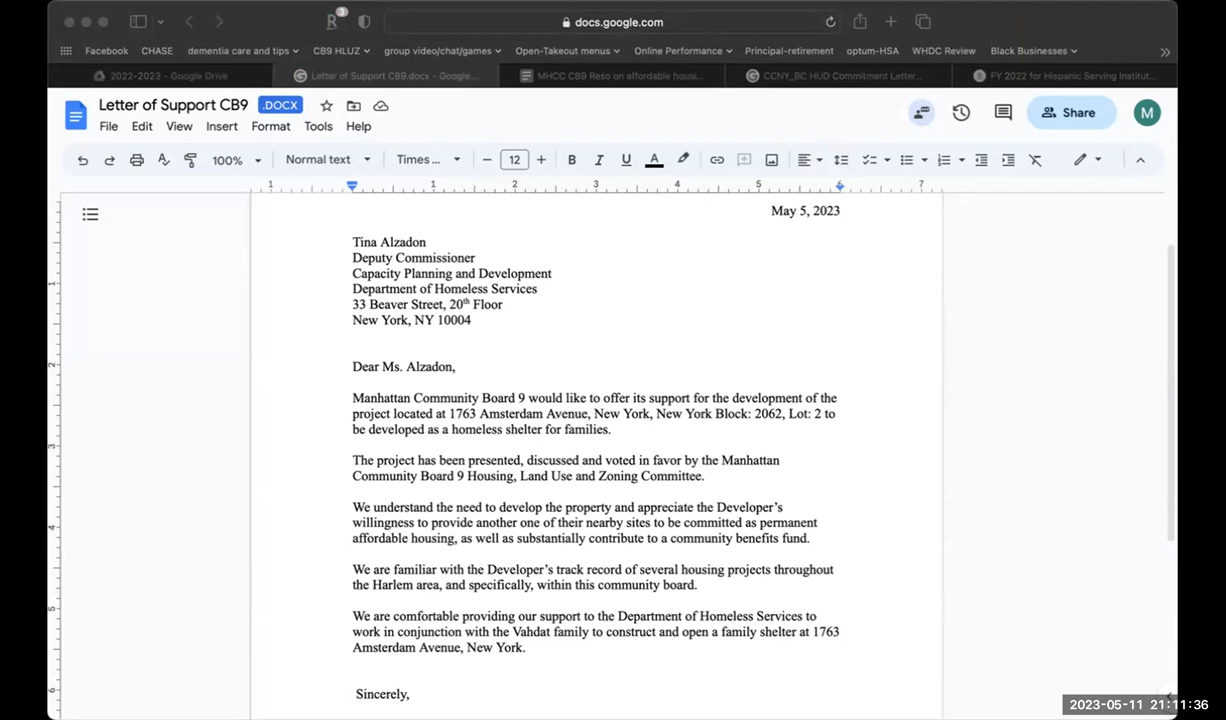 3
docs.google.com
Facebook CHASE dementia care and tips CB9 HLUZ group video/chat/games Open-Takeout menus Online Performance Principal-retirement optum-HSA WHDC Review Black Businesses
2022-2023 - Google Drive Letter of Support CB9.docx - Google... MHCC CB9 Reso on affordable housi... CCNY_BC HUD Commitment Letter... FY 2022 for Hispanic Serving Institut...
Letter of Support CB9 .DOCX
Share M
File Edit View Insert Format Tools Help
100% Normal text Times ... 12 B I U A
1 1 2 3 4 5 6 7
May 5, 2023
Tina Alzadon
Deputy Commissioner
Capacity Planning and Development
Department of Homeless Services
33 Beaver Street, 20th Floor
New York, NY 10004
Dear Ms. Alzadon,
Manhattan Community Board 9 would like to offer its support for the development of the
project located at 1763 Amsterdam Avenue, New York, New York Block: 2062, Lot: 2 to
be developed as a homeless shelter for families.
The project has been presented, discussed and voted in favor by the Manhattan
Community Board 9 Housing, Land Use and Zoning Committee.
We understand the need to develop the property and appreciate the Developer's
willingness to provide another one of their nearby sites to be committed as permanent
affordable housing, as well as substantially contribute to a community benefits fund.
We are familiar with the Developer's track record of several housing projects throughout
the Harlem area, and specifically, within this community board.
We are comfortable providing our support to the Department of Homeless Services to
work in conjunction with the Vahdat family to construct and open a family shelter at 1763
Amsterdam Avenue, New York.
Sincerely,
2023-05-11 21:11:36